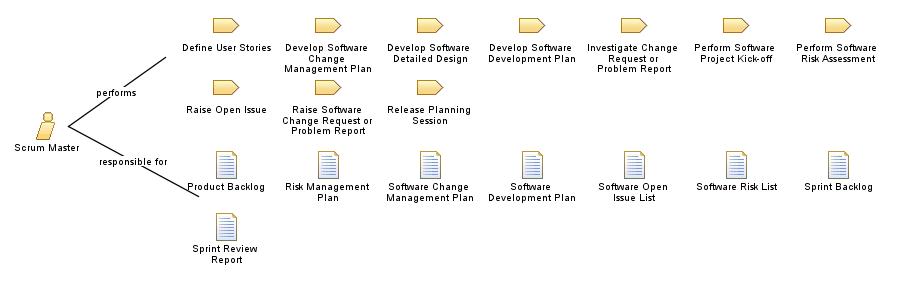 Define User Stories
Develop Software
Change
Management Plan
Develop Software
Detailed Design
Develop Software
Development Plan
Investigate Change
Request or
Problem Report
Perform Software
Project Kick-off
Perform Software
Risk Assessment
performs
Raise Open Issue
Raise Software
Change Request or
Problem Report
Release Planning
Session
Scrum Master
responsible for
Product Backlog
Risk Management
Plan
Software Change
Management Plan
Software
Development Plan
Software Open
Issue List
Software Risk List
Sprint Backlog
Sprint Review
Report